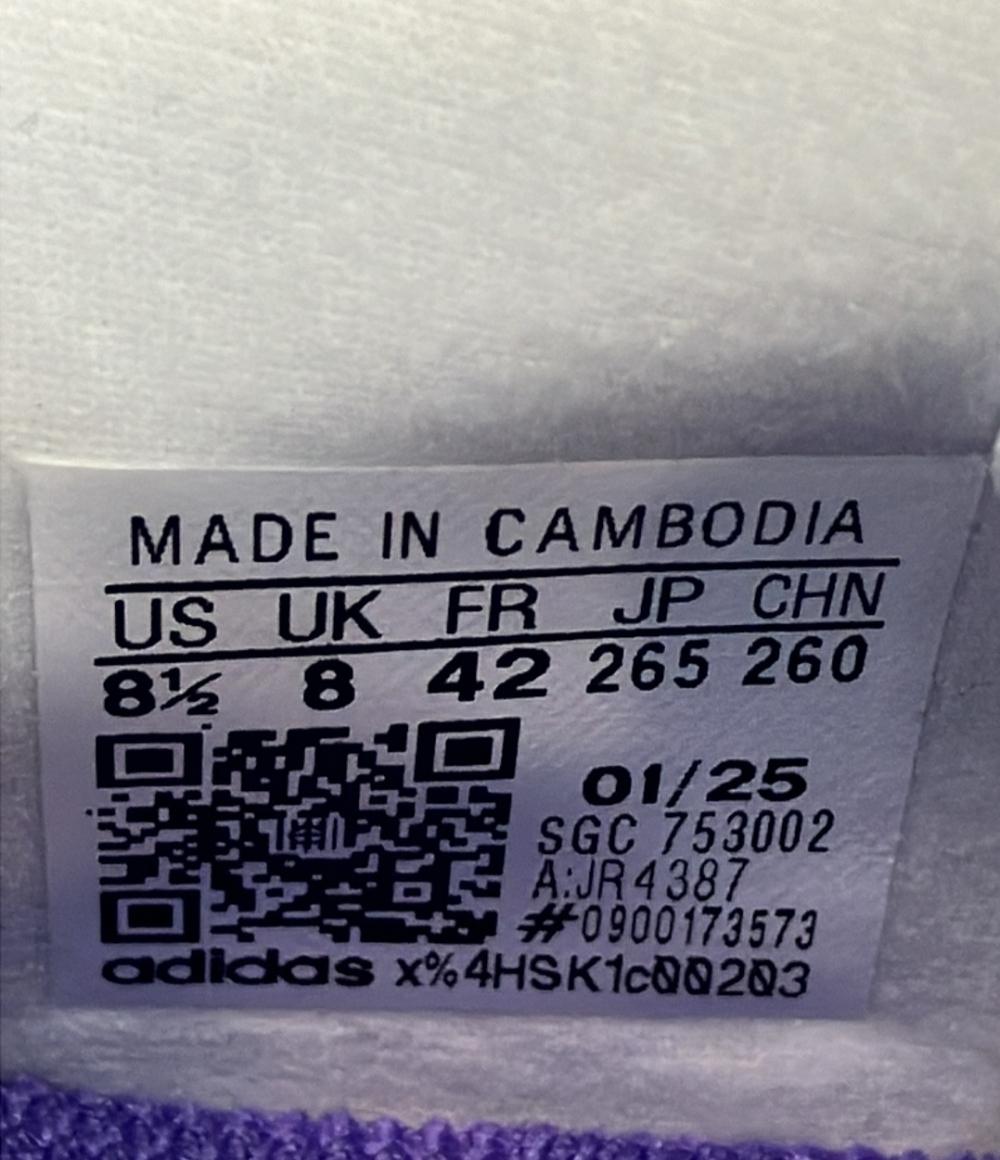 MADE IN CAMBODIA
US UK FR JP CHN
8½ 8 42 265 260
01/25
SGC 753002
A:JR4387
#0900173573
adidas x%4HSK1c00203